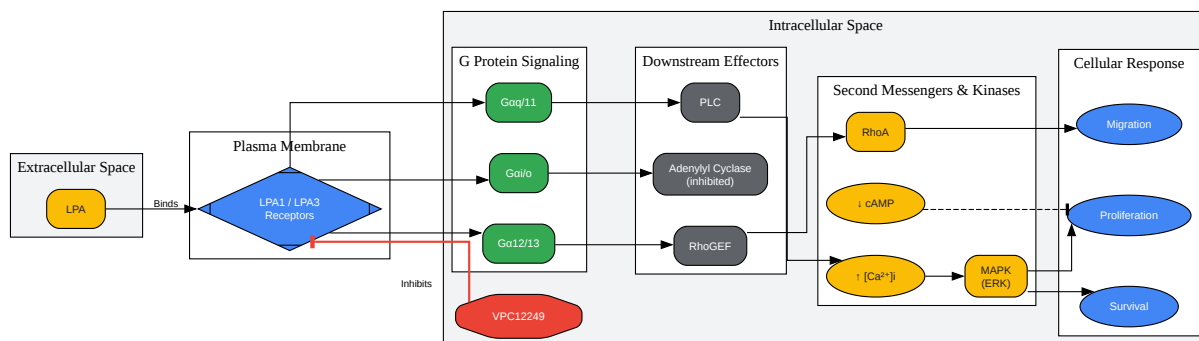 Intracellular Space
G Protein Signaling
Downstream Effectors
Cellular Response
Second Messengers & Kinases
Plasma Membrane
Extracellular Space
LPA
Binds
LPA1 / LPA3
Receptors
Gαq/11
Gαi/o
Gα12/13
VPC12249
Inhibits
PLC
Adenylyl Cyclase
(inhibited)
RhoGEF
RhoA
↓ cAMP
↑ [Ca²⁺]i
MAPK
(ERK)
Migration
Proliferation
Survival